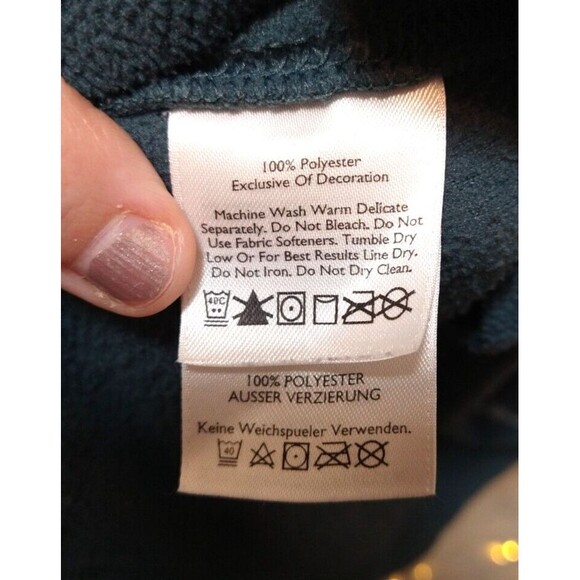 100% Polyester
Exclusive Of Decoration
Machine Wash Warm Delicate
Separately. Do Not Bleach. Do Not
Use Fabric Softeners. Tumble Dry
Low Or For Best Results Line Dry.
Do Not Iron. Do Not Dry Clean.
40C
100% POLYESTER
AUSSER VERZIERUNG
Keine Weichspueler Verwenden.
40